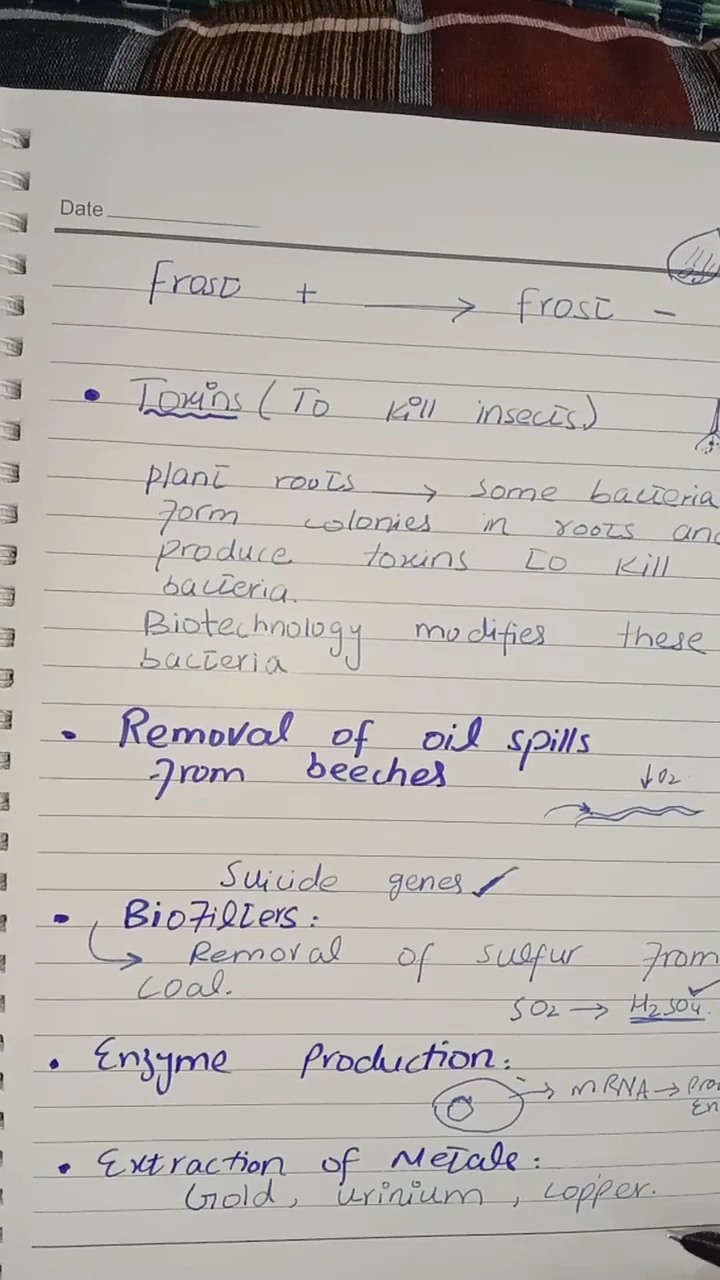 Date
Frost + → Frost -
• Toxins (To kill insects)
plant roots → some bacteria
form colonies in roots and
produce toxins to kill
bacteria.
Biotechnology modifies these
bacteria
• Removal of oil spills
from beeches
↓O2
Suicide genes ✓
• BioFilters:
↳ Removal of sulfur from
coal.
SO2 → H2SO4.
• Enzyme Production:
→ mRNA →
• Extraction of Metals:
Gold, urinium, copper.